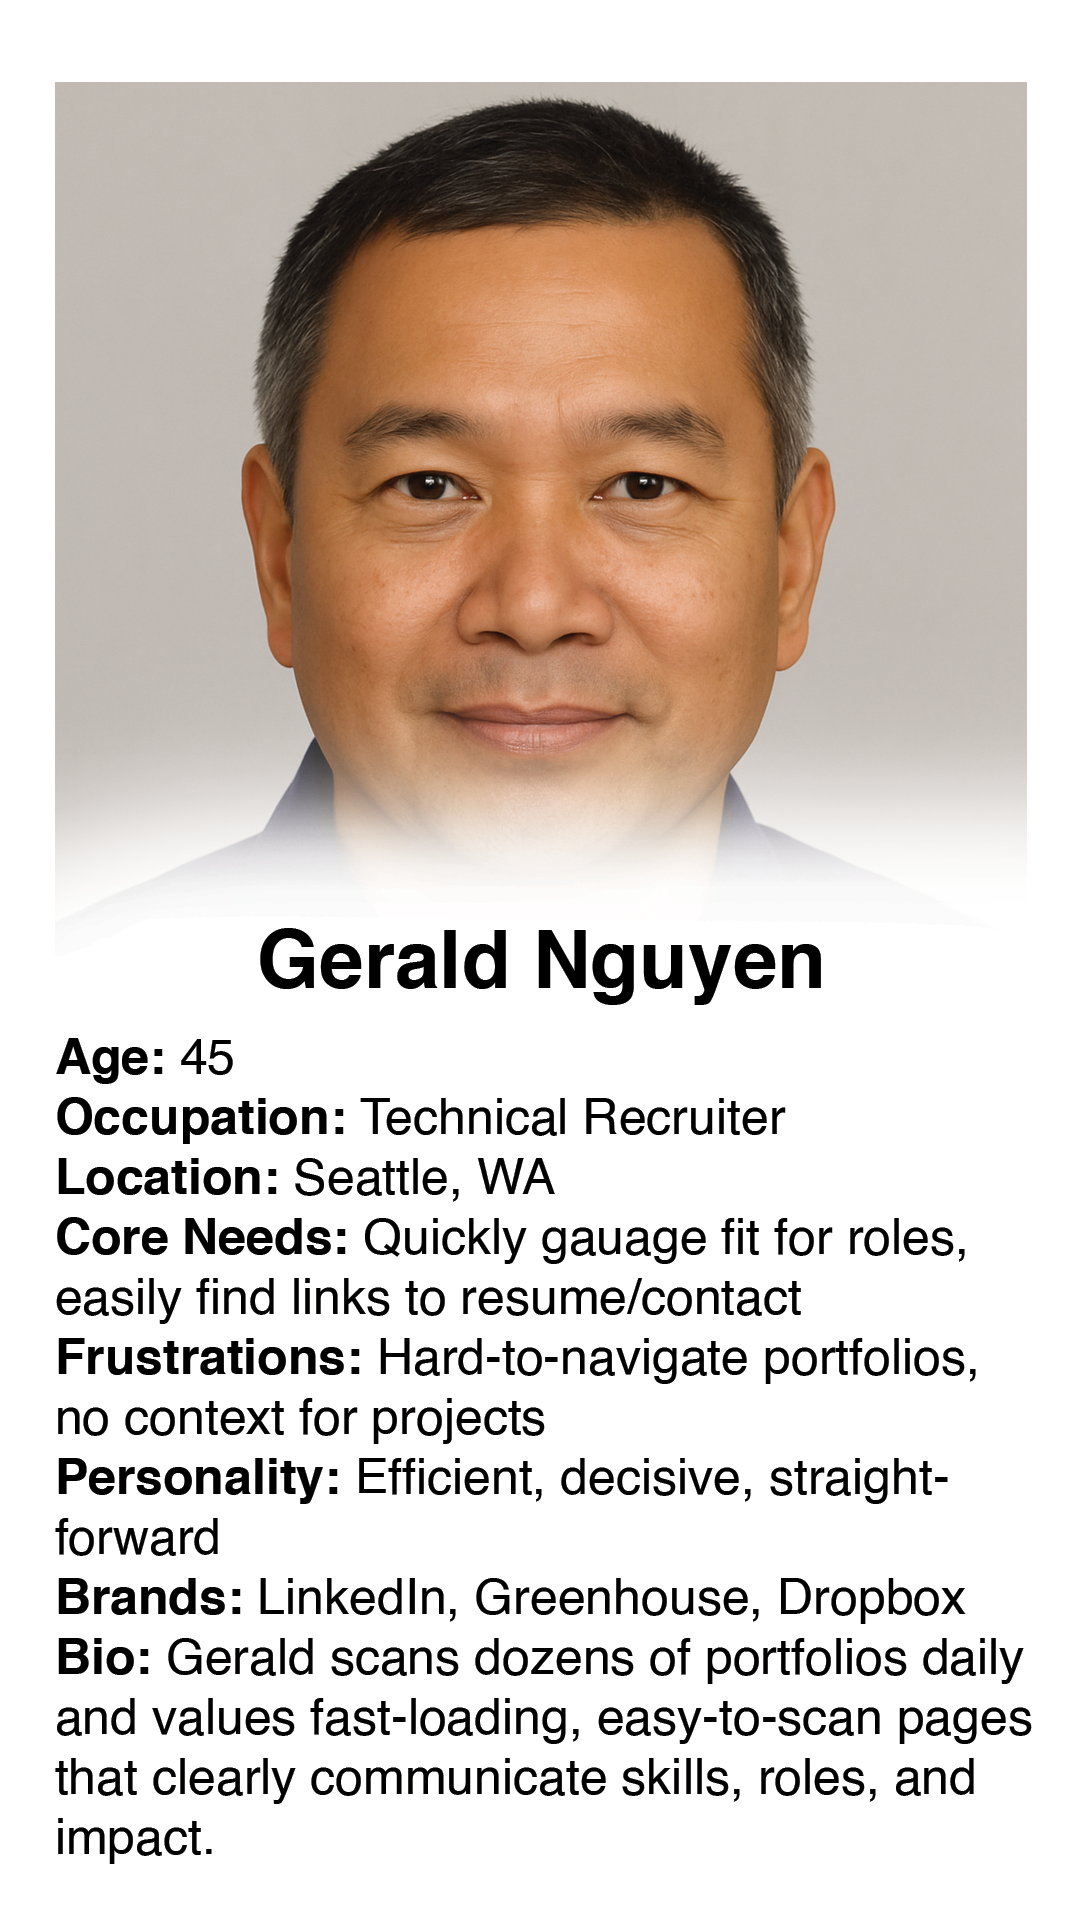 Gerald Nguyen
Age: 45
Occupation: Technical Recruiter
Location: Seattle, WA
Core Needs: Quickly gauage fit for roles,
easily find links to resume/contact
Frustrations: Hard-to-navigate portfolios,
no context for projects
Personality: Efficient, decisive, straight-
forward
Brands: LinkedIn, Greenhouse, Dropbox
Bio: Gerald scans dozens of portfolios daily
and values fast-loading, easy-to-scan pages
that clearly communicate skills, roles, and
impact.